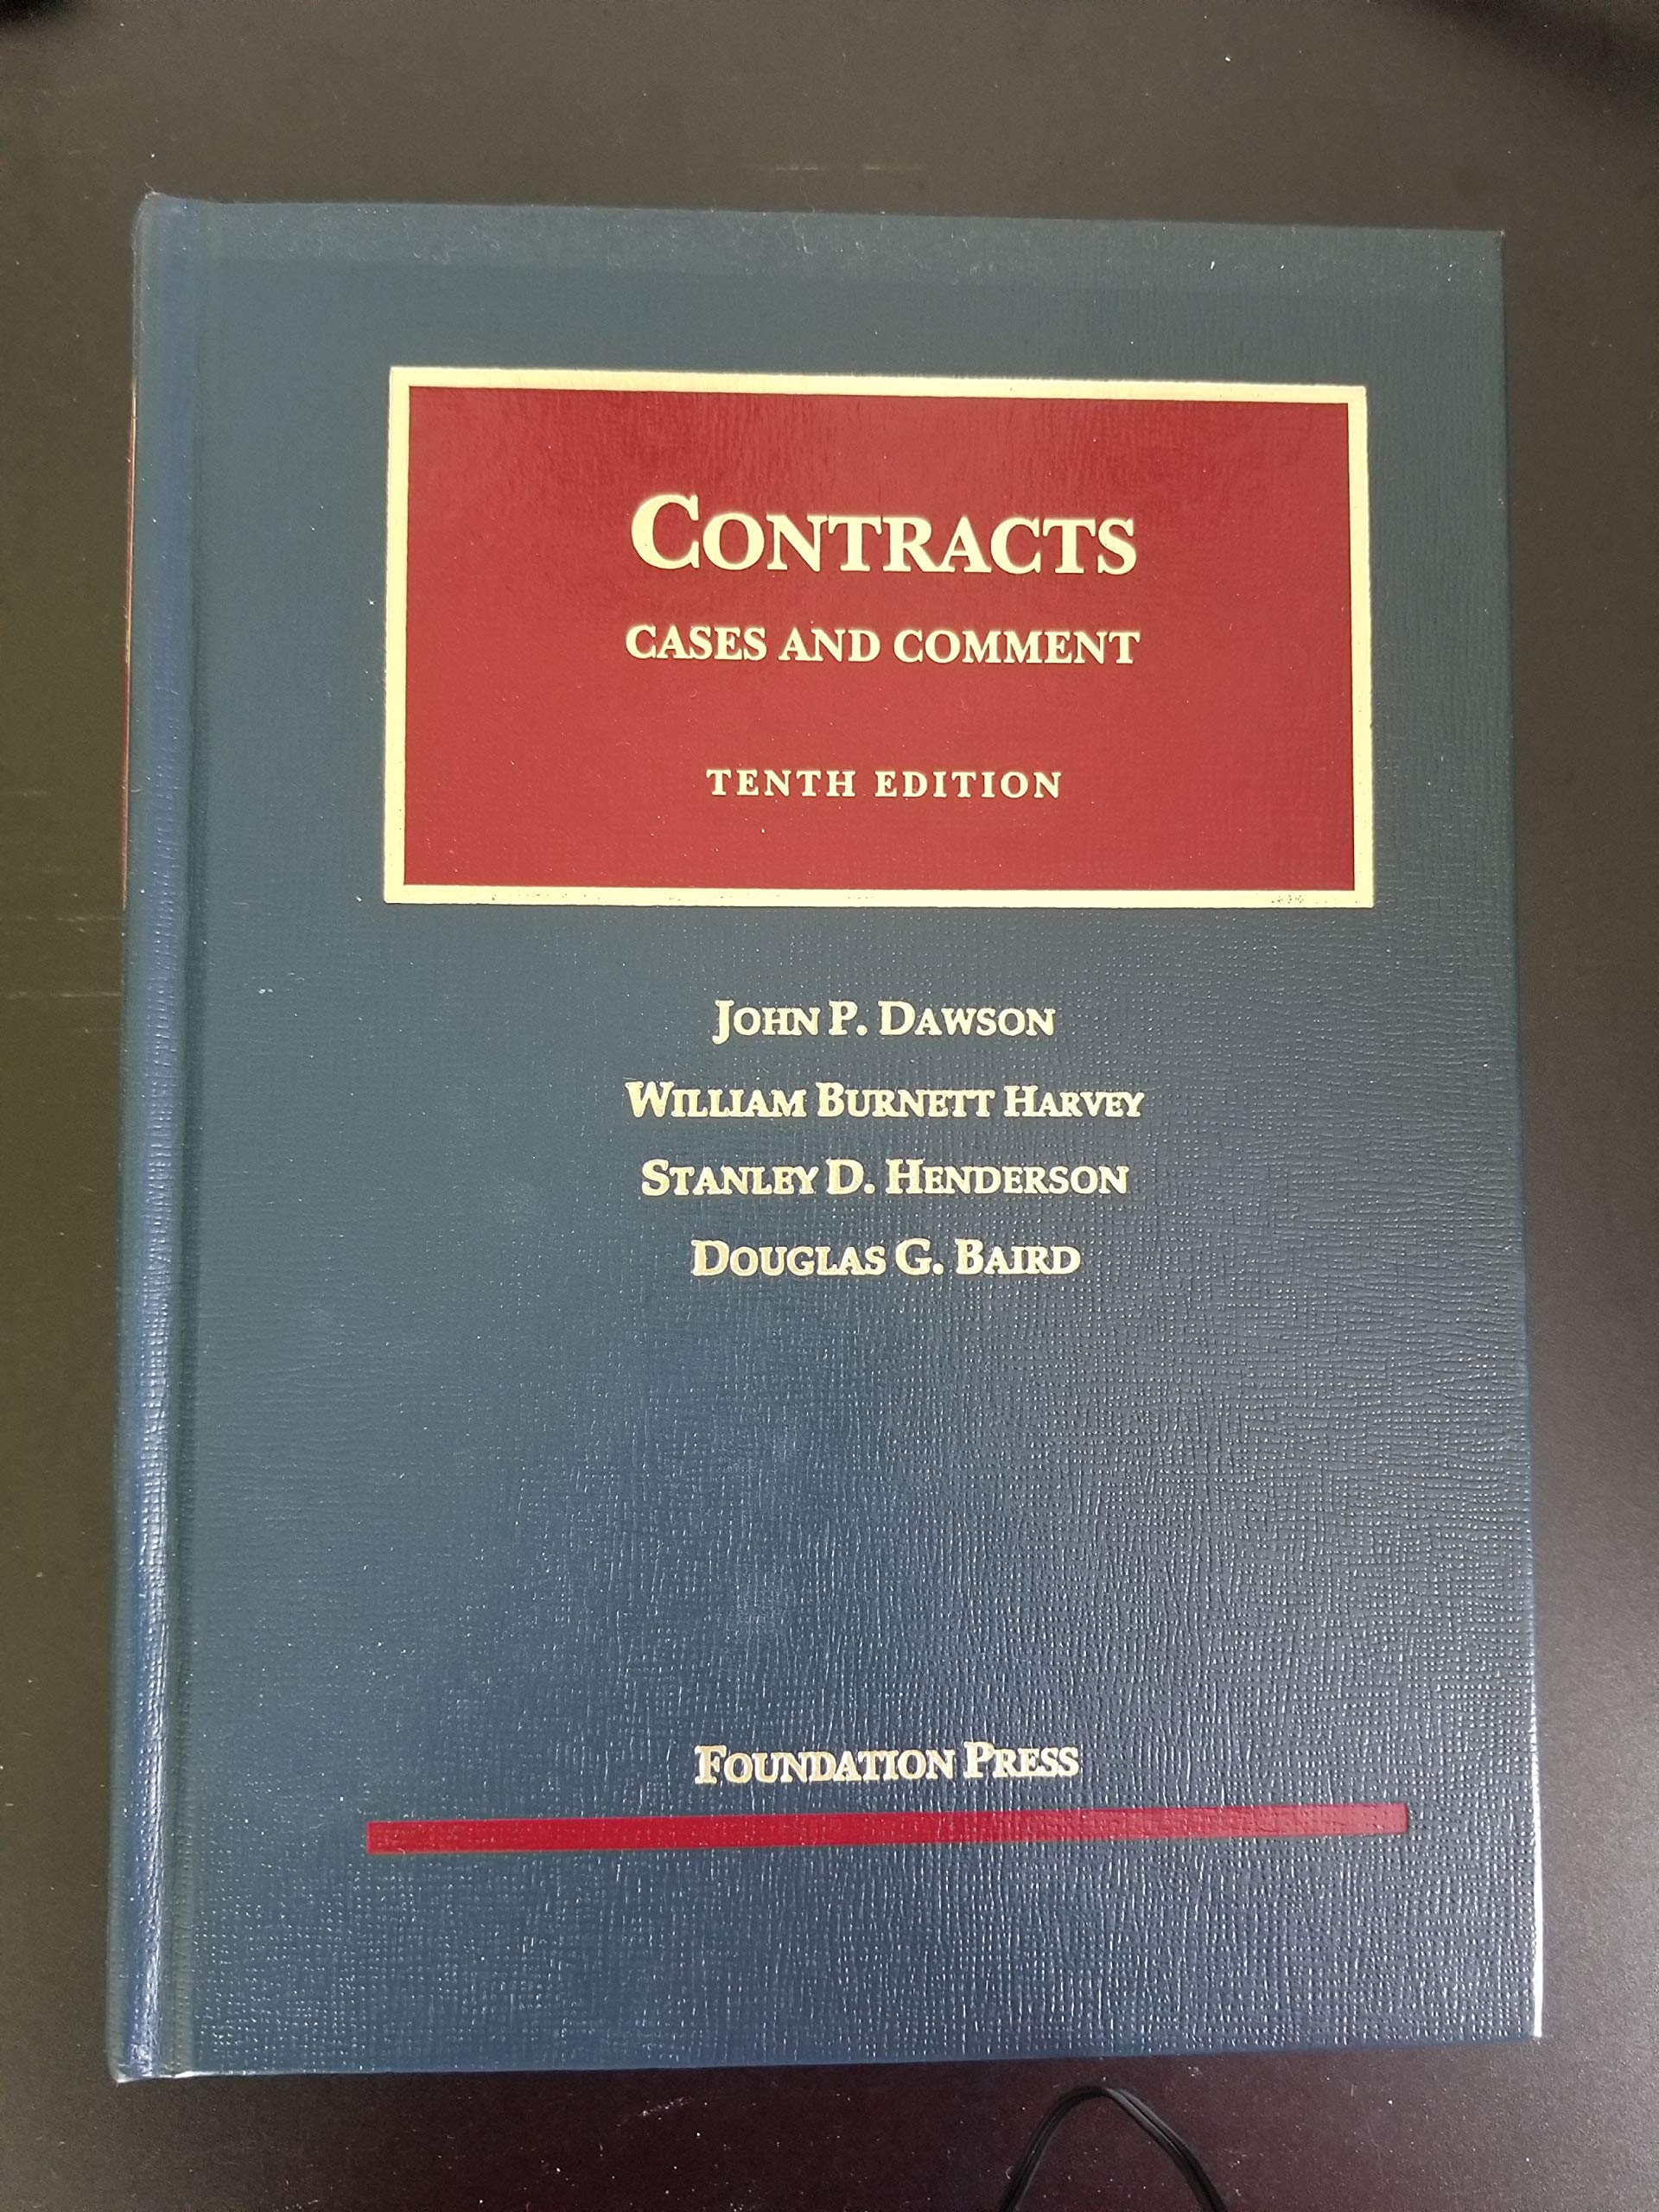 CONTRACTS
CASES AND COMMENT
TENTH EDITION
JOHN P. DAWSON
WILLIAM BURNETT HARVEY
STANLEY D. HENDERSON
DOUGLAS G. BAIRD
FOUNDATION PRESS